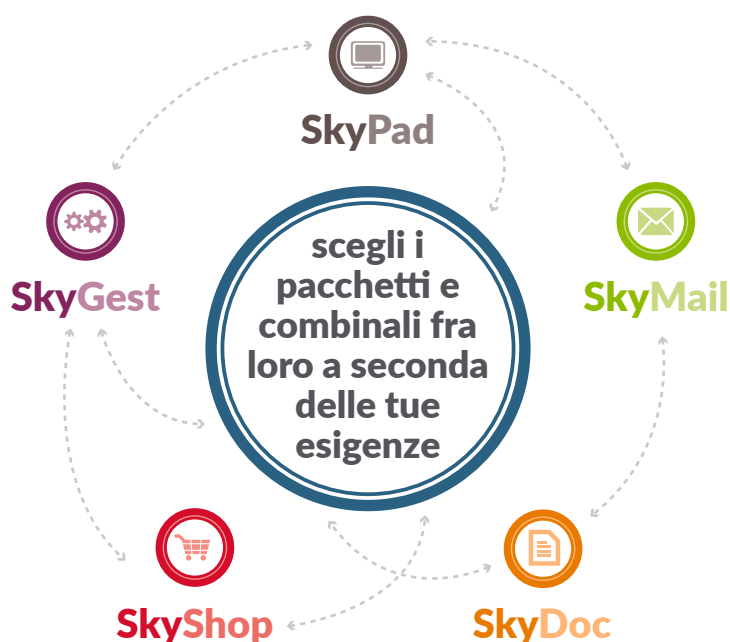 SkyPad
SkyGest
SkyMail
scegli i
pacchetti e
combinali fra
loro a seconda
delle tue
esigenze
SkyShop
SkyDoc